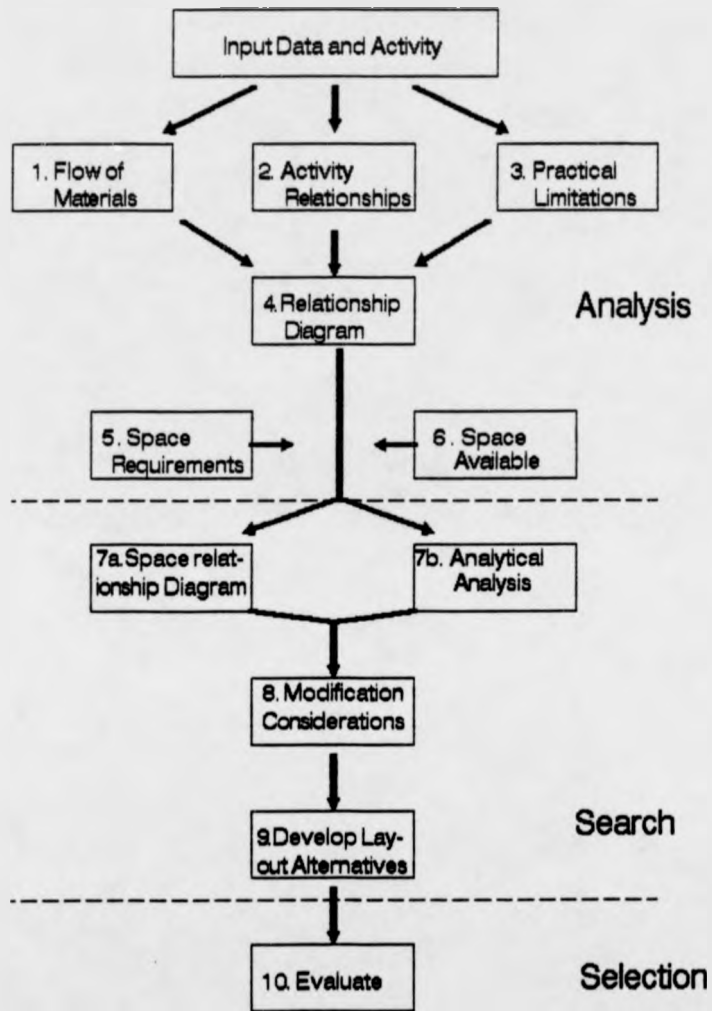 Input Data and Activity
1. Flow of
Materials
2. Activity
Relationships
3. Practical
Limitations
4. Relationship
Diagram
Analysis
5. Space
Requirements
6. Space
Available
7a. Space relat-
ionship Diagram
7b. Analytical
Analysis
8. Modification
Considerations
9. Develop Lay-
out Alternatives
Search
10. Evaluate
Selection